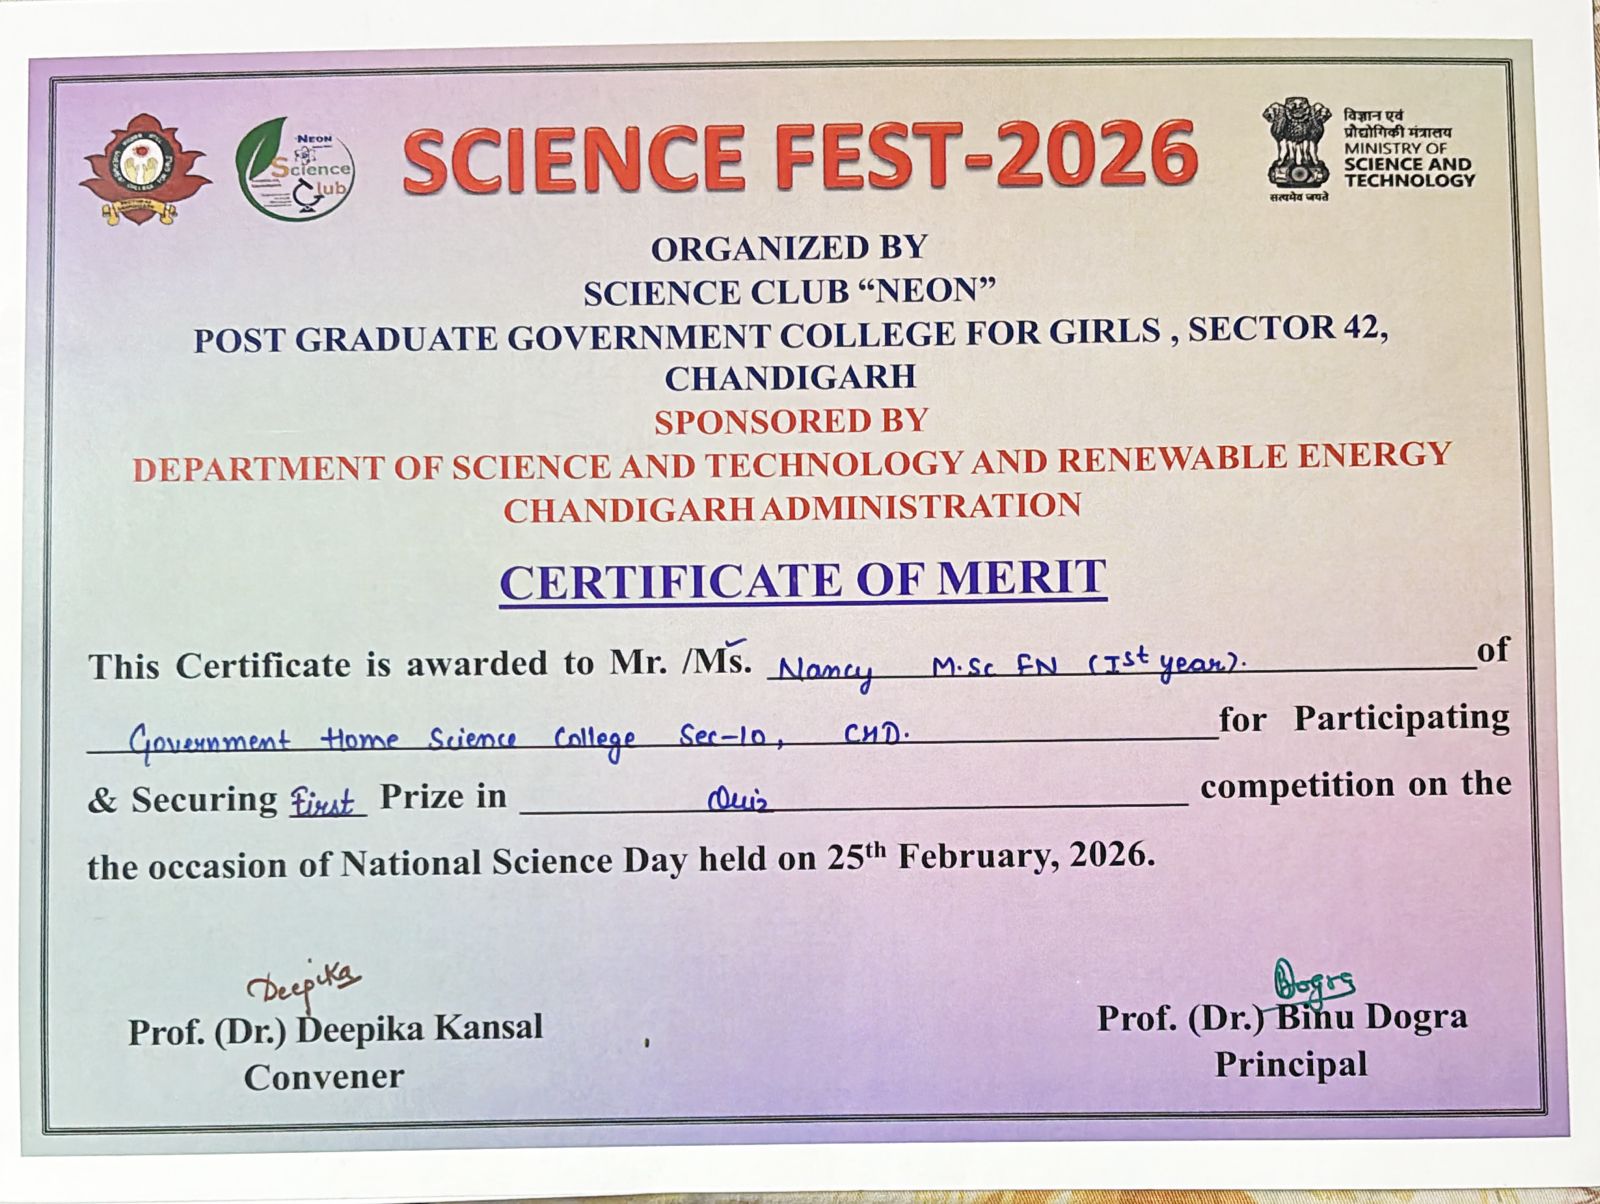 NEON
Science
Club
SCIENCE FEST-2026
विज्ञान एवं
प्रौद्योगिकी मंत्रालय
MINISTRY OF
SCIENCE AND
TECHNOLOGY
सत्यमेव जयते
ORGANIZED BY
SCIENCE CLUB “NEON”
POST GRADUATE GOVERNMENT COLLEGE FOR GIRLS , SECTOR 42,
CHANDIGARH
SPONSORED BY
DEPARTMENT OF SCIENCE AND TECHNOLOGY AND RENEWABLE ENERGY
CHANDIGARH ADMINISTRATION
CERTIFICATE OF MERIT
This Certificate is awarded to Mr. /Ms. Nancy M.Sc FN (Ist year). of
Government Home Science College Sec-10, CHD. for Participating
& Securing first Prize in Quiz competition on the
the occasion of National Science Day held on 25th February, 2026.
Deepika
Dogra
Prof. (Dr.) Deepika Kansal
Prof. (Dr.) Binu Dogra
Convener
Principal